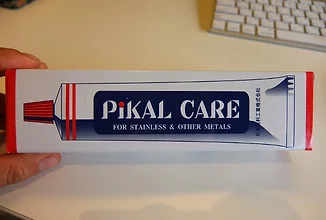 PiKAL CARE
FOR STAINLESS & OTHER METALS